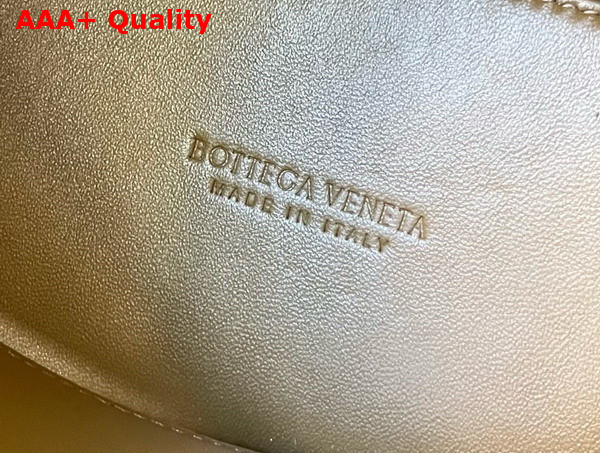 AAA+ Quality
BOTTEGA VENETA
MADE IN ITALY